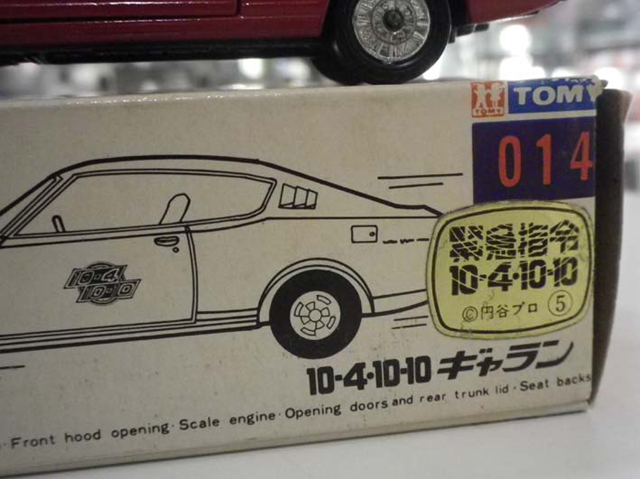 TOMY
TOMY
014
緊急指令
10-4・10-10
©円谷プロ ⑤
10-4
10-10
10-4・10-10 ギャラン
· Front hood opening · Scale engine · Opening doors and rear trunk lid · Seat backs